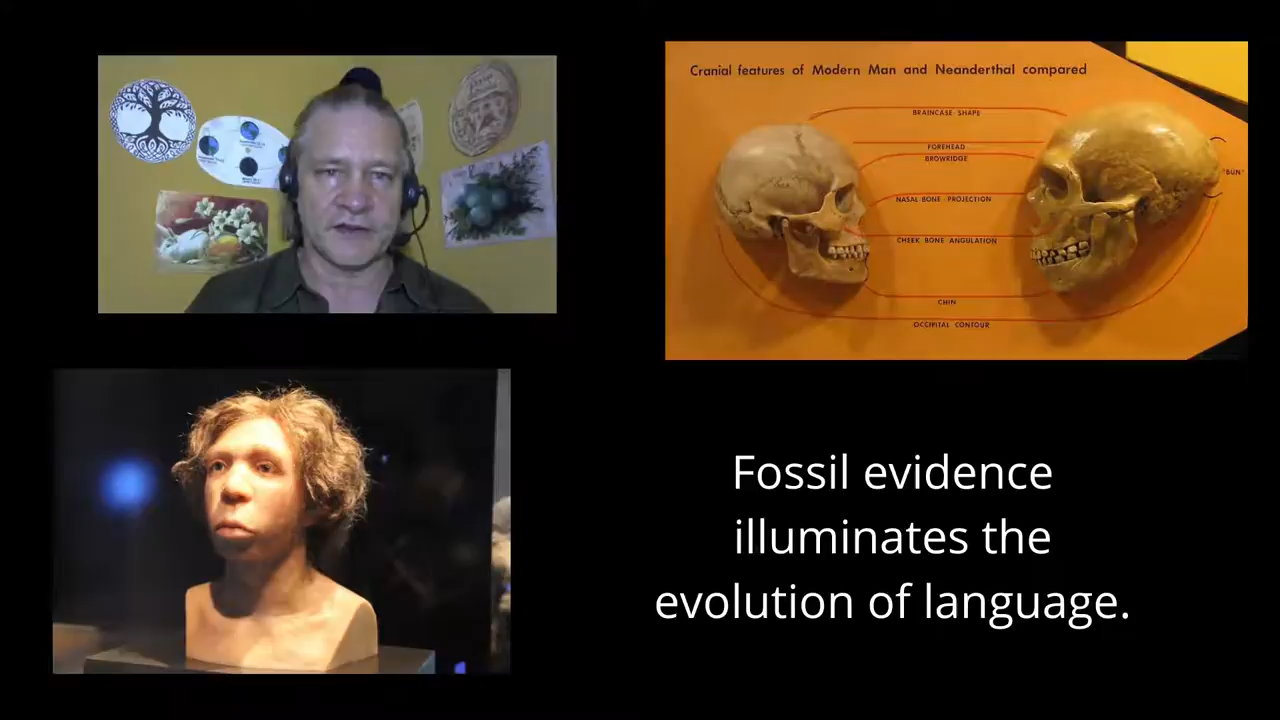 Cranial features of Modern Man and Neanderthal compared
BRAINCASE SHAPE
FOREHEAD
BROWRIDGE
"BUN"
NASAL BONE PROJECTION
CHEEK BONE ANGULATION
CHIN
OCCIPITAL CONTOUR
Fossil evidence
illuminates the
evolution of language.